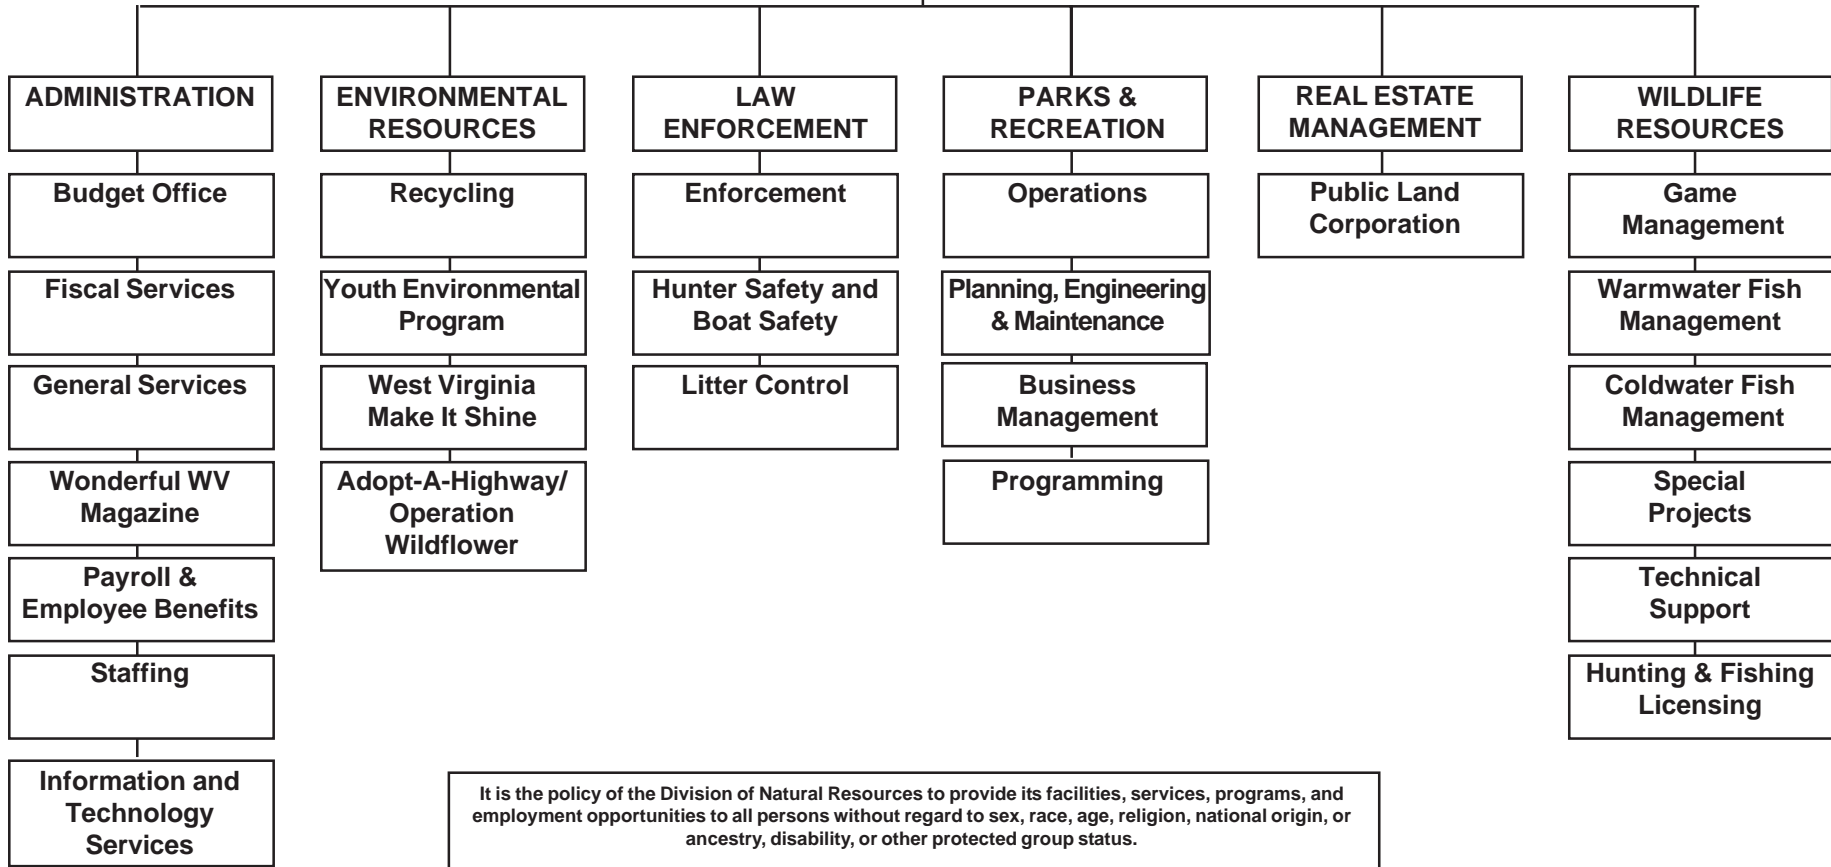 ADMINISTRATION
Budget Office
Fiscal Services
General Services
Wonderful WV
Magazine
Payroll &
Employee Benefits
Staffing
Information and
Technology
Services
ENVIRONMENTAL
RESOURCES
Recycling
Youth Environmental
Program
West Virginia
Make It Shine
Adopt-A-Highway/
Operation
Wildflower
LAW
ENFORCEMENT
Enforcement
Hunter Safety and
Boat Safety
Litter Control
PARKS &
RECREATION
Operations
Planning, Engineering
& Maintenance
Business
Management
Programming
REAL ESTATE
MANAGEMENT
Public Land
Corporation
WILDLIFE
RESOURCES
Game
Management
Warmwater Fish
Management
Coldwater Fish
Management
Special
Projects
Technical
Support
Hunting & Fishing
Licensing
It is the policy of the Division of Natural Resources to provide its facilities, services, programs, and
employment opportunities to all persons without regard to sex, race, age, religion, national origin, or
ancestry, disability, or other protected group status.